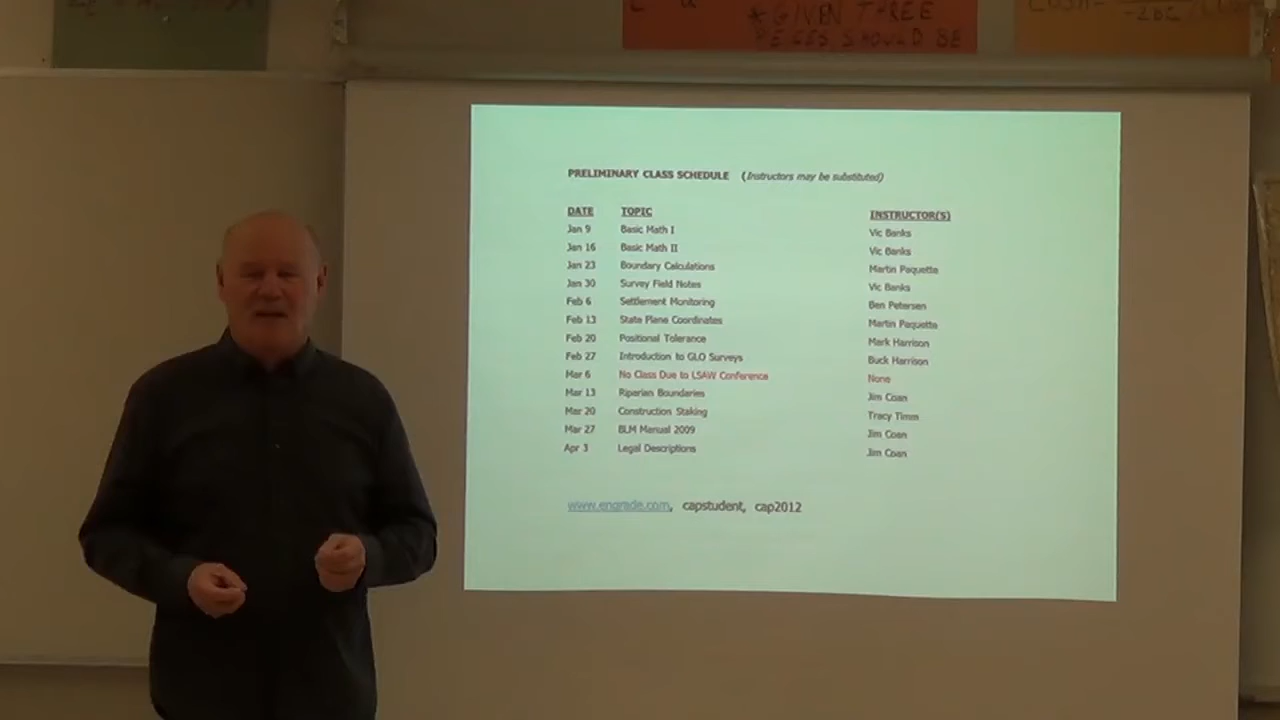 * GIVEN THREE
SHOULD BE
PRELIMINARY CLASS SCHEDULE (Instructors may be substituted)
DATE TOPIC INSTRUCTOR(S)
Jan 9 Basic Math I Vic Banks
Jan 16 Basic Math II Vic Banks
Jan 23 Boundary Calculations Martin Paquette
Jan 30 Survey Field Notes Vic Banks
Feb 6 Settlement Monitoring Ben Petersen
Feb 13 State Plane Coordinates Martin Paquette
Feb 20 Positional Tolerance Mark Harrison
Feb 27 Introduction to GLO Surveys Buck Harrison
Mar 6 No Class Due to LSAW Conference None
Mar 13 Riparian Boundaries Jim Coan
Mar 20 Construction Staking Tracy Timm
Mar 27 BLM Manual 2009 Jim Coan
Apr 3 Legal Descriptions Jim Coan
www.engrade.com, capstudent, cap2012